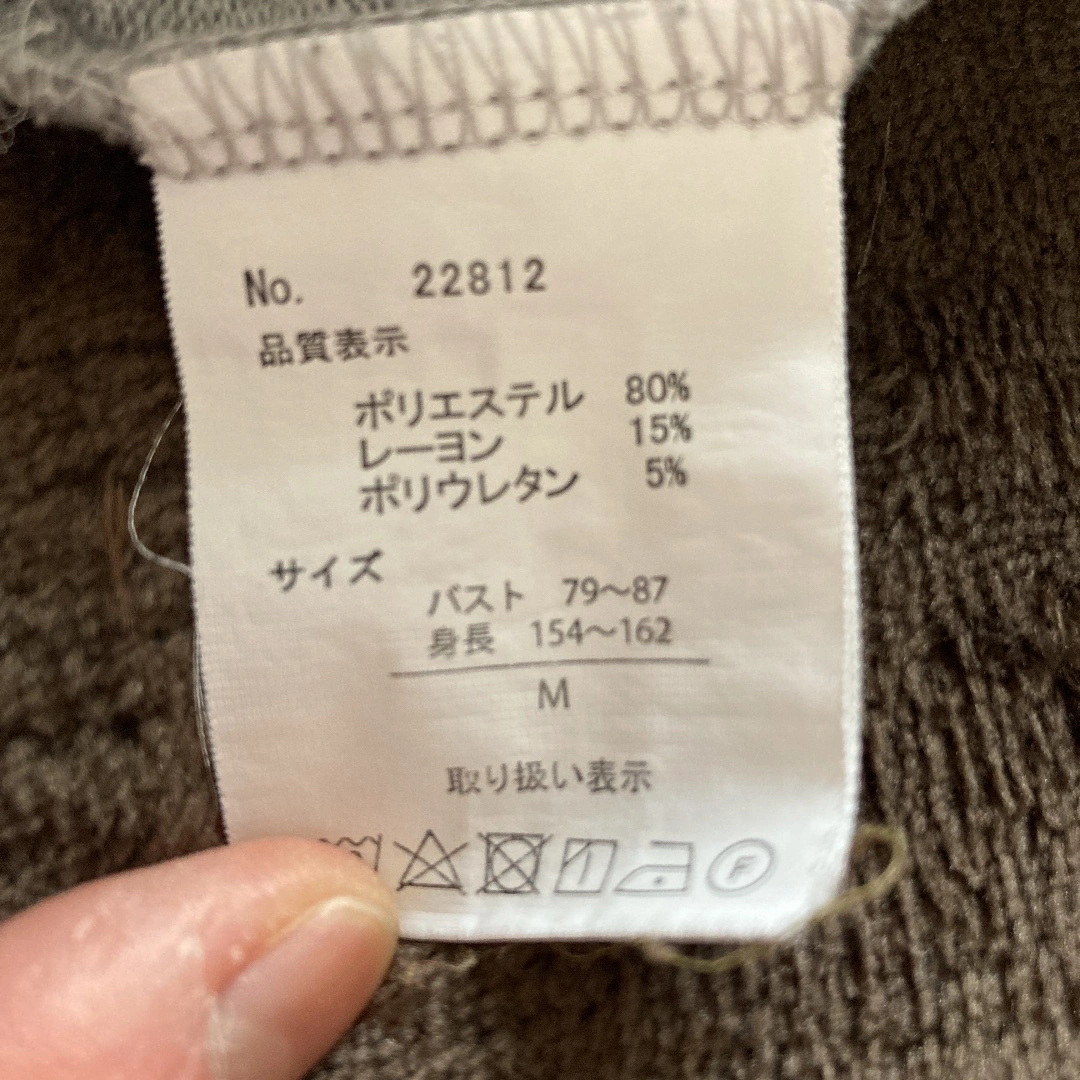 No. 22812
品質表示
ポリエステル 80%
レーヨン 15%
ポリウレタン 5%
サイズ
バスト 79〜87
身長 154〜162
M
取り扱い表示
F